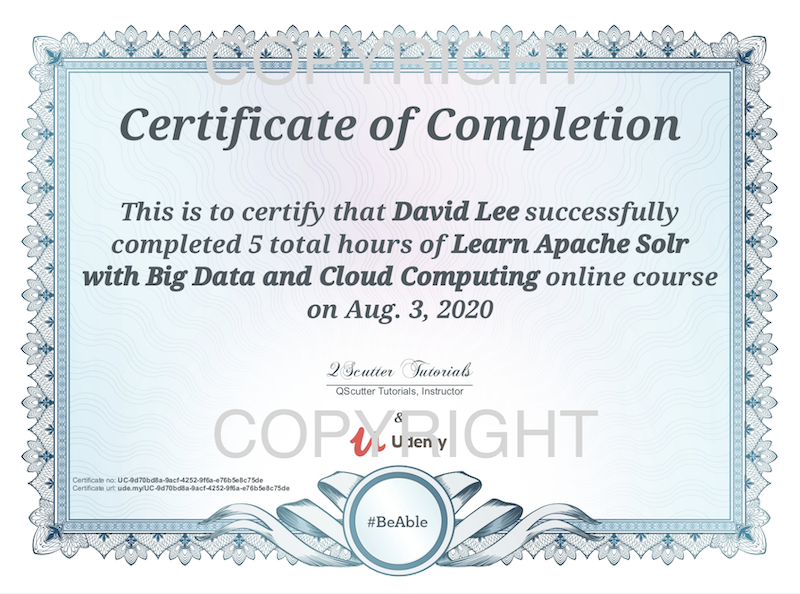 COPYRIGHT
Certificate of Completion
This is to certify that David Lee successfully
completed 5 total hours of Learn Apache Solr
with Big Data and Cloud Computing online course
on Aug. 3, 2020
QScutter Tutorials
QScutter Tutorials, Instructor
&
COPYRIGHT
Udemy
Certificate no: UC-9d70bd8a-9acf-4252-9f6a-e76b5e8c75de
Certificate url: ude.my/UC-9d70bd8a-9acf-4252-9f6a-e76b5e8c75de
#BeAble